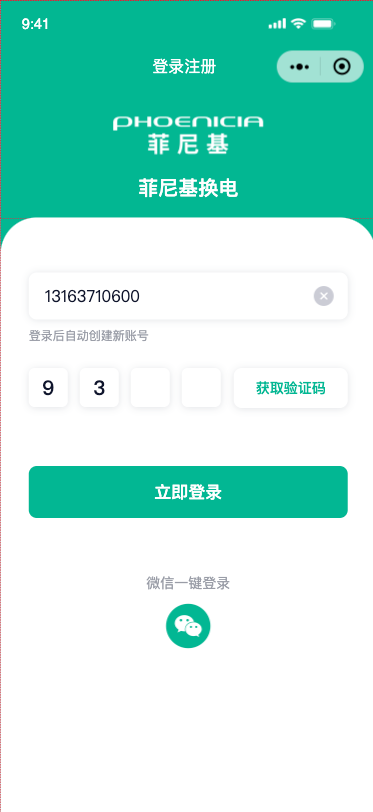 9:41
登录注册
PHOENICIA
菲尼基
菲尼基换电
13163710600
登录后自动创建新账号
9 3 获取验证码
立即登录
微信一键登录